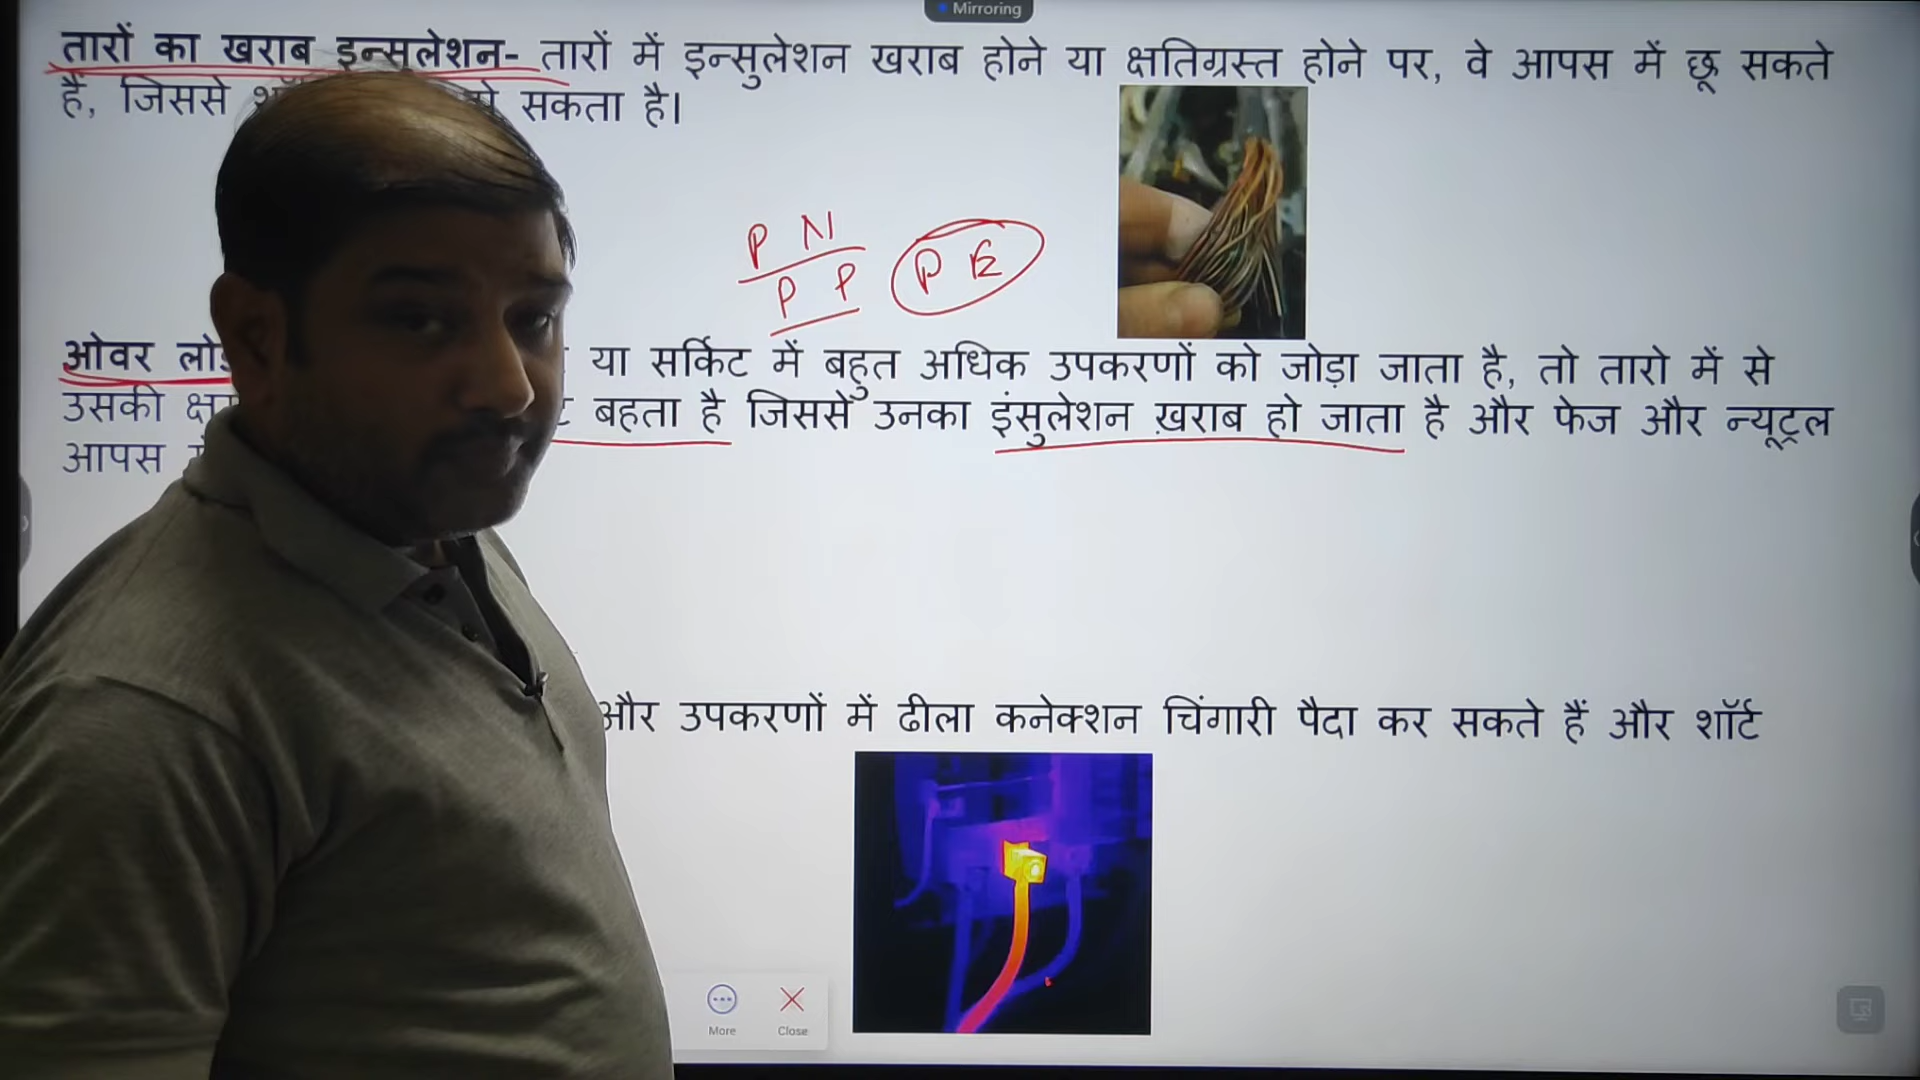 Mirroring
तारों का खराब इन्सुलेशन- तारों में इन्सुलेशन खराब होने या क्षतिग्रस्त होने पर, वे आपस में छू सकते
हैं, जिससे सकता है।
P N
P P
P E
ओवर या सर्किट में बहुत अधिक उपकरणों को जोड़ा जाता है, तो तारो में से
उसकी बहता है जिससे उनका इंसुलेशन ख़राब हो जाता है और फेज और न्यूट्रल
आपस
और उपकरणों में ढीला कनेक्शन चिंगारी पैदा कर सकते हैं और शॉर्ट
More Close